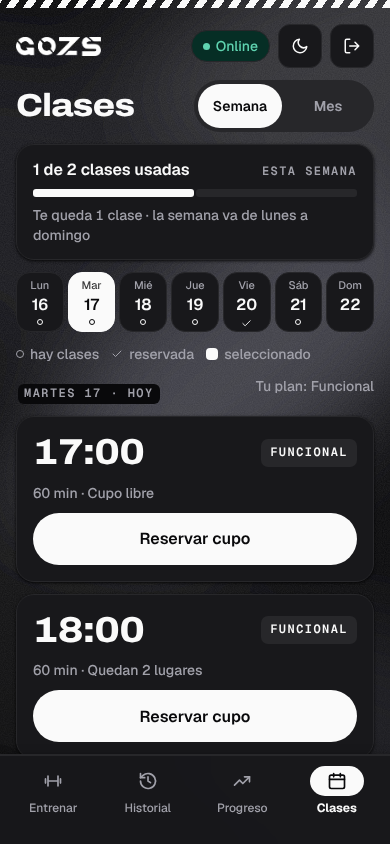 GOZS
Online
Clases
Semana
Mes
1 de 2 clases usadas
ESTA SEMANA
Te queda 1 clase · la semana va de lunes a
domingo
Lun
Mar
Mié
Jue
Vie
Sáb
Dom
16
17
18
19
20
21
22
hay clases
reservada
seleccionado
MARTES 17 · HOY
Tu plan: Funcional
17:00
FUNCIONAL
60 min · Cupo libre
Reservar cupo
18:00
FUNCIONAL
60 min · Quedan 2 lugares
Reservar cupo
Entrenar
Historial
Progreso
Clases